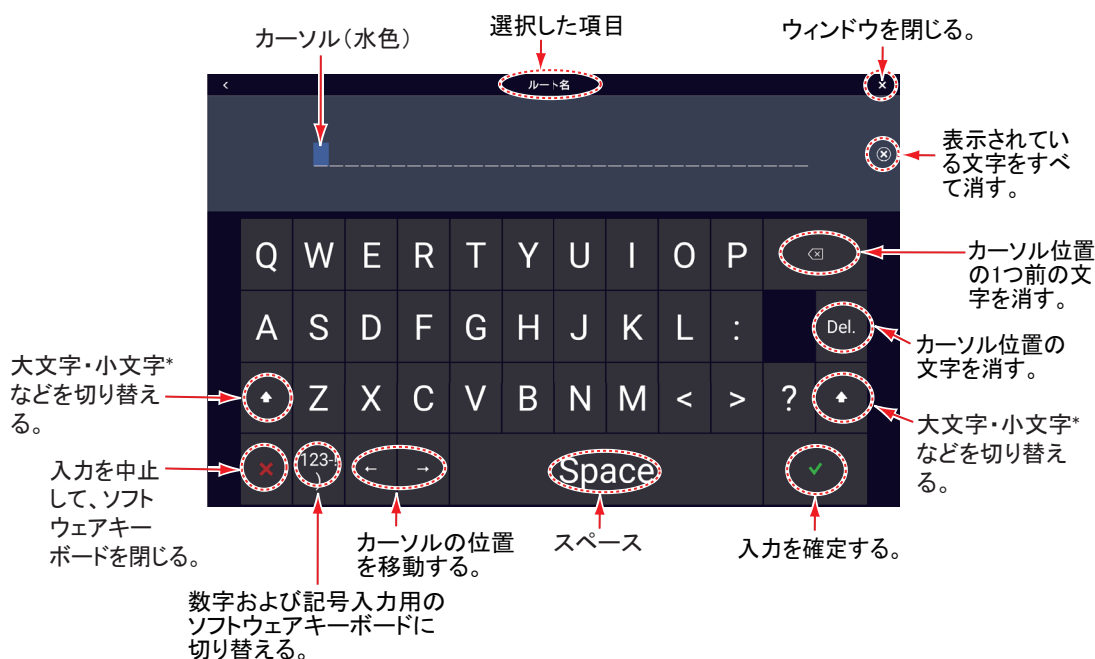 選択した項目
カーソル(水色)
ウィンドウを閉じる。
ルート名
表示されてい
る文字をすべ
て消す。
Q W E R T Y U I O P
カーソル位置
の1つ前の文
字を消す。
A S D F G H J K L : Del.
カーソル位置の
文字を消す。
大文字・小文字*
などを切り替え
る。
Z X C V B N M < > ?
大文字・小文字*
などを切り替え
る。
入力を中止
して、ソフト
ウェアキー
ボードを閉じる。
123-!
)
← →
Space
カーソルの位置
を移動する。
スペース
入力を確定する。
数字および記号入力用の
ソフトウェアキーボードに
切り替える。